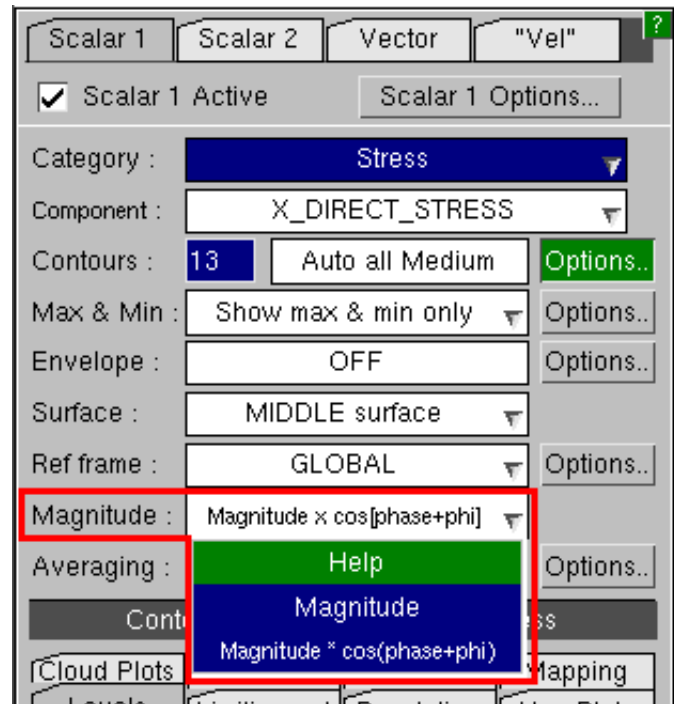 Scalar 1 Scalar 2 Vector "Vel" ?
Scalar 1 Active Scalar 1 Options...
Category : Stress
Component : X_DIRECT_STRESS
Contours : 13 Auto all Medium Options..
Max & Min : Show max & min only Options..
Envelope : OFF Options..
Surface : MIDDLE surface
Ref frame : GLOBAL Options..
Magnitude : Magnitude x cos[phase+phi]
Averaging : Help Options..
Magnitude
Magnitude * cos(phase+phi)
Cloud Plots Mapping